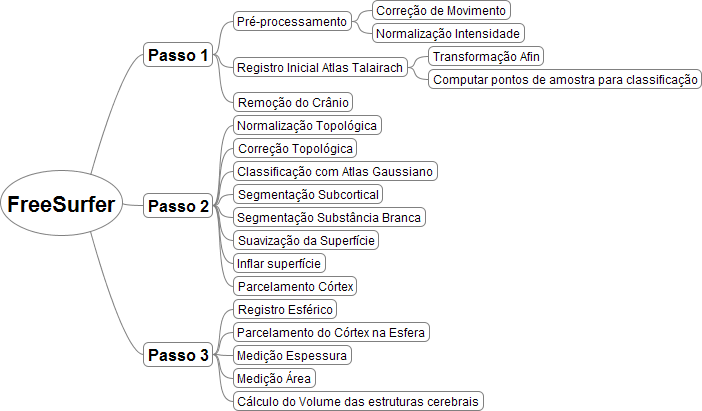 FreeSurfer
Passo 1
Pré-processamento
Correção de Movimento
Normalização Intensidade
Registro Inicial Atlas Talairach
Transformação Afin
Computar pontos de amostra para classificação
Remoção do Crânio
Passo 2
Normalização Topológica
Correção Topológica
Classificação com Atlas Gaussiano
Segmentação Subcortical
Segmentação Substância Branca
Suavização da Superfície
Inflar superfície
Parcelamento Córtex
Passo 3
Registro Esférico
Parcelamento do Córtex na Esfera
Medição Espessura
Medição Área
Cálculo do Volume das estruturas cerebrais